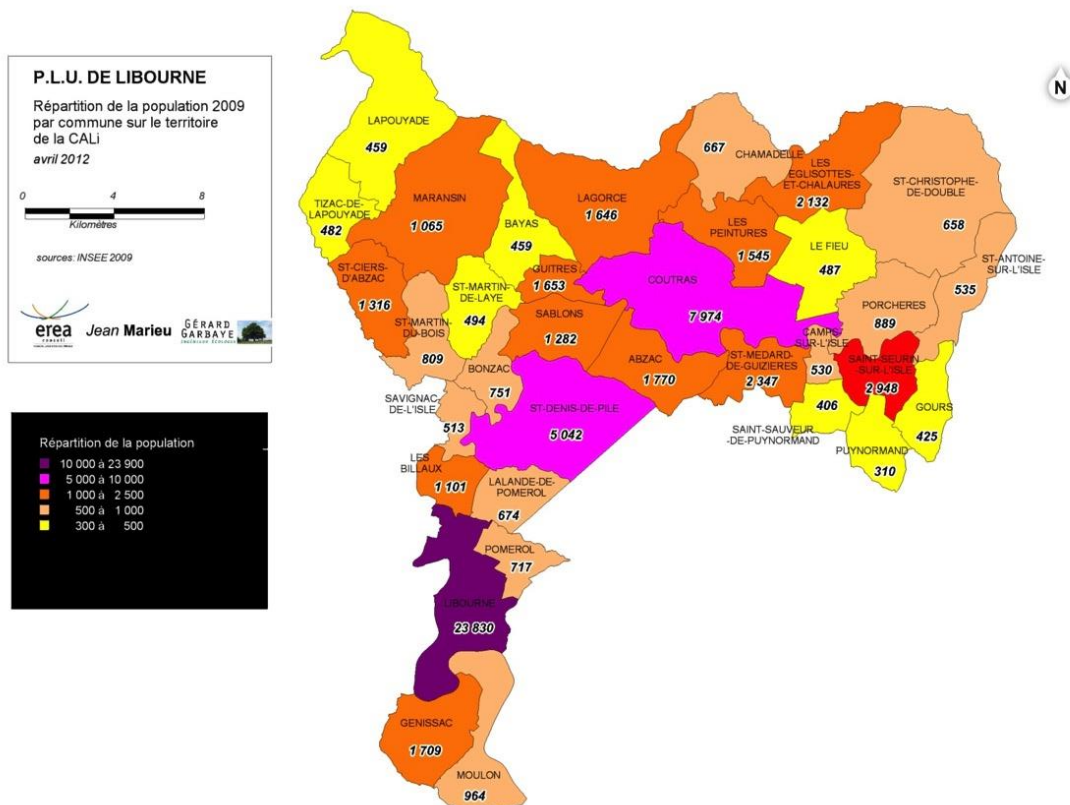 P.L.U. DE LIBOURNE
Répartition de la population 2009
par commune sur le territoire
de la CALi
avril 2012
0 4 8
Kilomètres
sources: INSEE 2009
erea
conseil
Jean Marieu
GÉRARD
GARBAYE
INGÉNIEUR ÉCOLOGUE
Répartition de la population
10 000 à 23 900
5 000 à 10 000
1 000 à 2 500
500 à 1 000
300 à 500
N
LAPOUYADE
459
TIZAC-DE-
LAPOUYADE
482
MARANSIN
1 065
BAYAS
459
LAGORCE
1 646
667
CHAMADELLE
LES
EGLISOTTES-
ET-CHALAURES
2 132
ST-CHRISTOPHE-
DE-DOUBLE
658
LES
PEINTURES
1 545
LE FIEU
487
ST-ANTOINE-
SUR-L'ISLE
535
ST-CIERS-
D'ABZAC
1 316
ST-MARTIN-
DE-LAYE
494
GUITRES
1 653
COUTRAS
7 974
PORCHERES
889
ST-MARTIN-
DU-BOIS
809
SABLONS
1 282
ABZAC
1 770
ST-MEDARD-
DE-GUIZIERES
2 347
CAMPS-
SUR-L'ISLE
530
SAINT-SEURIN
-SUR-L'ISLE
2 948
BONZAC
751
SAVIGNAC-
DE-L'ISLE
513
ST-DENIS-DE-PILE
5 042
406
SAINT-SAUVEUR
-DE-PUYNORMAND
GOURS
425
PUYNORMAND
310
LES
BILLAUX
1 101
LALANDE-DE-
POMEROL
674
POMEROL
717
LIBOURNE
23 830
GENISSAC
1 709
MOULON
964